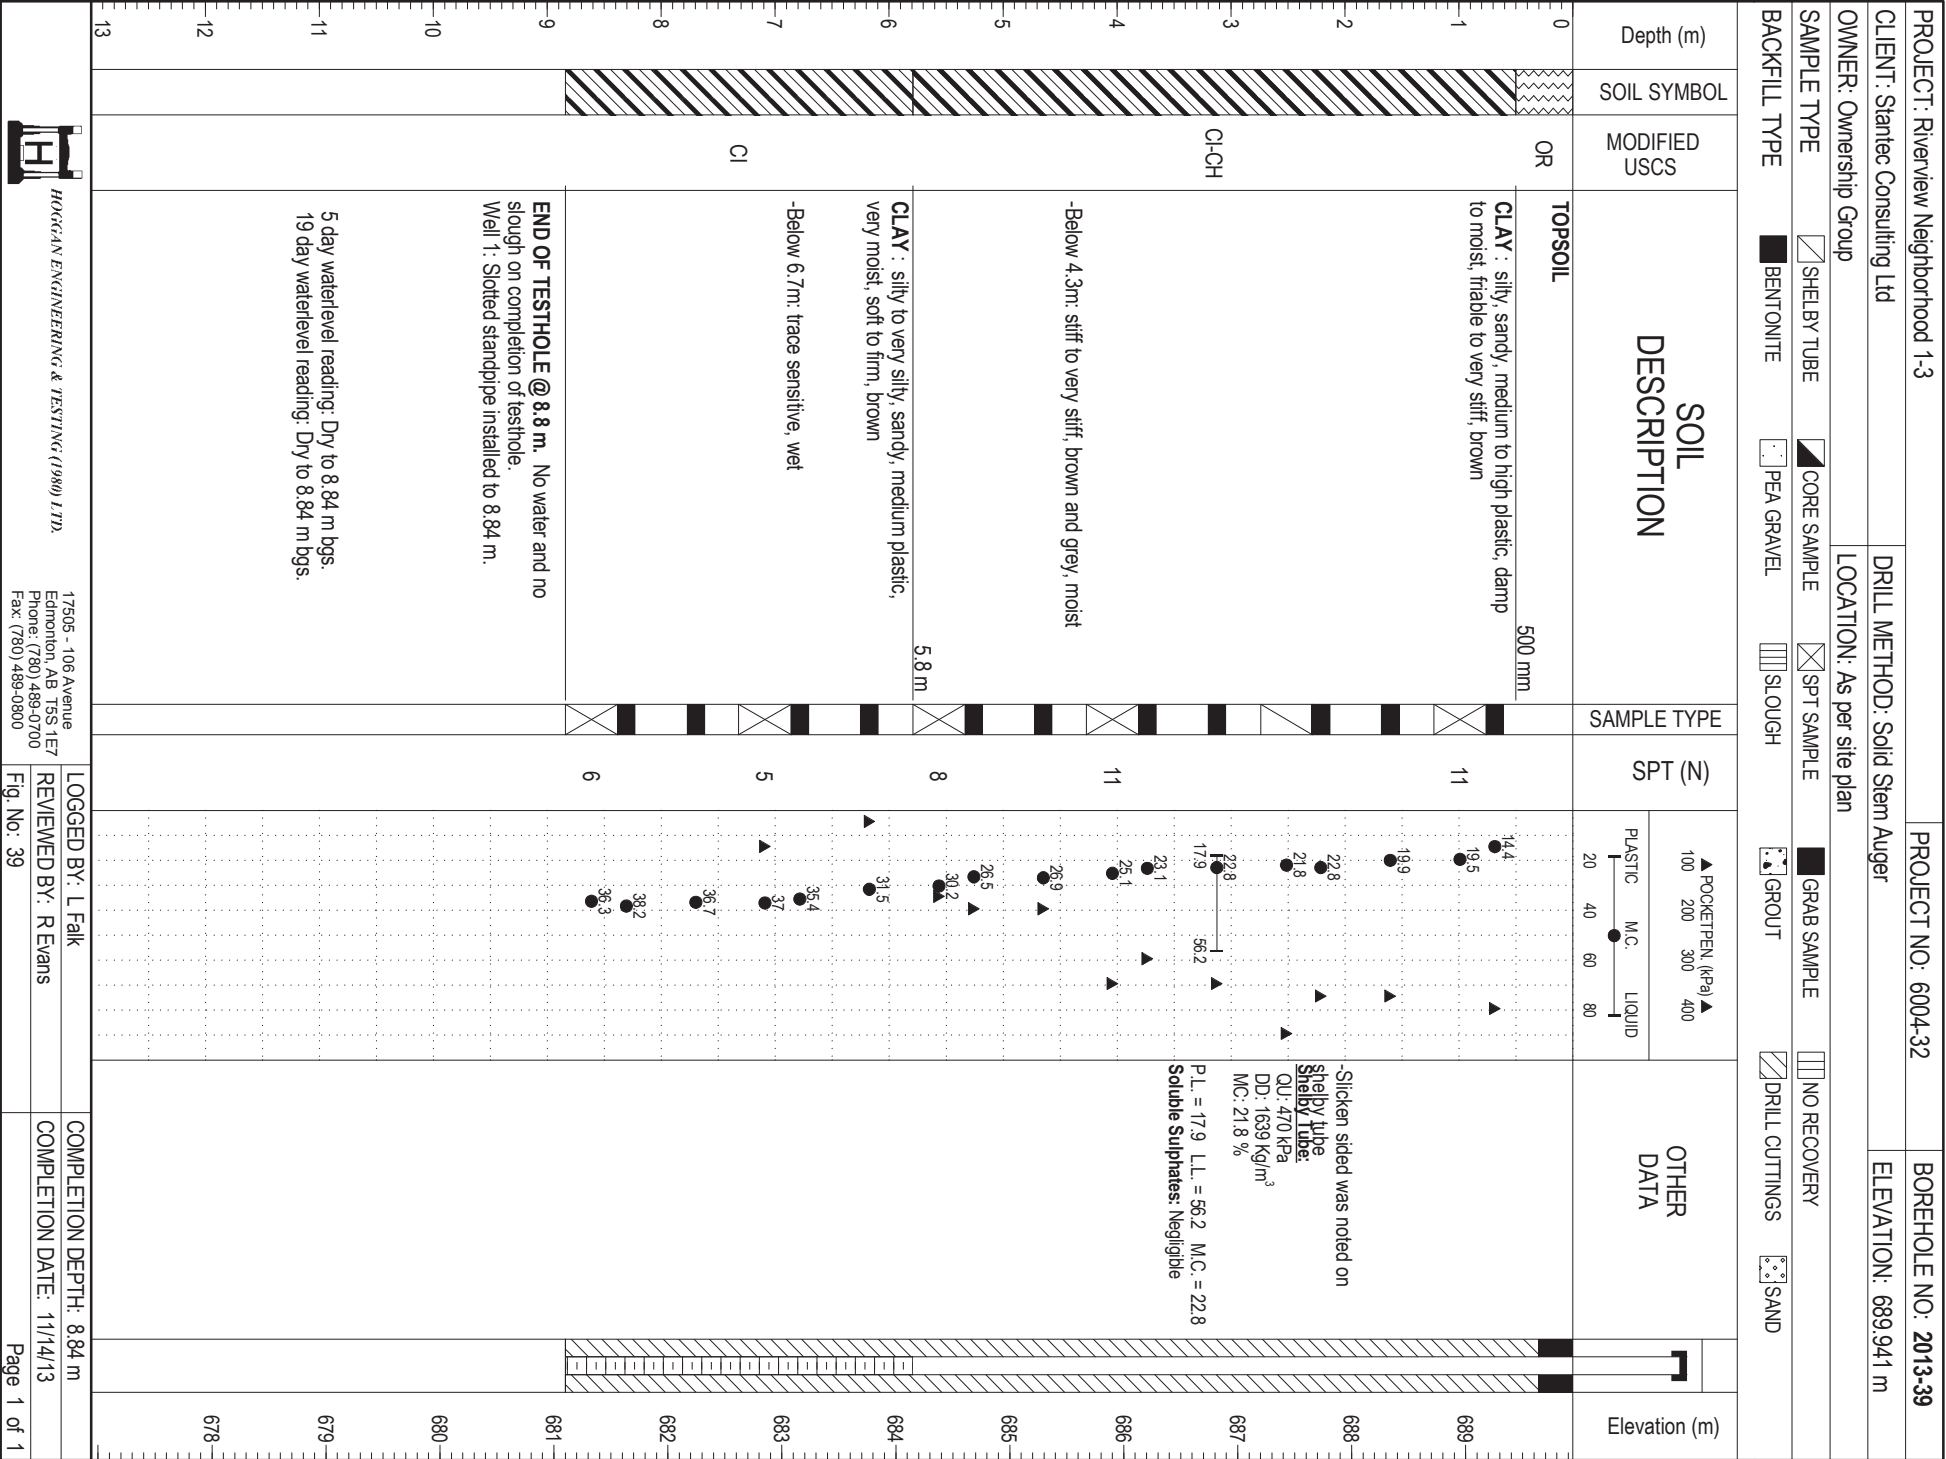 PROJECT: Riverview Neighborhood 1-3
PROJECT NO: 6004-32
BOREHOLE NO: 2013-39
CLIENT: Stantec Consulting Ltd
DRILL METHOD: Solid Stem Auger
ELEVATION: 689.941 m
OWNER: Ownership Group
LOCATION: As per site plan
SAMPLE TYPE
SHELBY TUBE
CORE SAMPLE
SPT SAMPLE
GRAB SAMPLE
NO RECOVERY
BACKFILL TYPE
BENTONITE
PEA GRAVEL
SLOUGH
GROUT
DRILL CUTTINGS
SAND
Depth (m)
SOIL SYMBOL
MODIFIED
USCS
SOIL
DESCRIPTION
SAMPLE TYPE
SPT (N)
▲ POCKETPEN. (kPa) ▲
100 200 300 400
PLASTIC M.C. LIQUID
20 40 60 80
OTHER
DATA
Elevation (m)
0
1
2
3
4
5
6
7
8
9
10
11
12
13
OR
CI-CH
CI
TOPSOIL
500 mm
CLAY : silty, sandy, medium to high plastic, damp
to moist, friable to very stiff, brown
-Below 4.3m: stiff to very stiff, brown and grey, moist
5.8 m
CLAY : silty to very silty, sandy, medium plastic,
very moist, soft to firm, brown
-Below 6.7m: trace sensitive, wet
END OF TESTHOLE @ 8.8 m. No water and no
slough on completion of testhole.
Well 1: Slotted standpipe installed to 8.84 m.
5 day waterlevel reading: Dry to 8.84 m bgs.
19 day waterlevel reading: Dry to 8.84 m bgs.
11
11
8
5
6
14.4
19.5
19.9
22.8
21.8
17.9 22.8 56.2
23.1
25.1
26.9
26.5
30.2
31.5
35.4
37
36.7
38.2
36.3
-Slicken sided was noted on
shelby tube
Shelby Tube:
QU: 470 kPa
DD: 1639 Kg/m³
MC: 21.8 %
P.L. = 17.9 L.L. = 56.2 M.C. = 22.8
Soluble Sulphates: Negligible
689
688
687
686
685
684
683
682
681
680
679
678
H
HOGGAN ENGINEERING & TESTING (1980) LTD.
17505 - 106 Avenue
Edmonton, AB T5S 1E7
Phone: (780) 489-0700
Fax: (780) 489-0800
LOGGED BY: L Falk
COMPLETION DEPTH: 8.84 m
REVIEWED BY: R Evans
COMPLETION DATE: 11/14/13
Fig. No: 39
Page 1 of 1